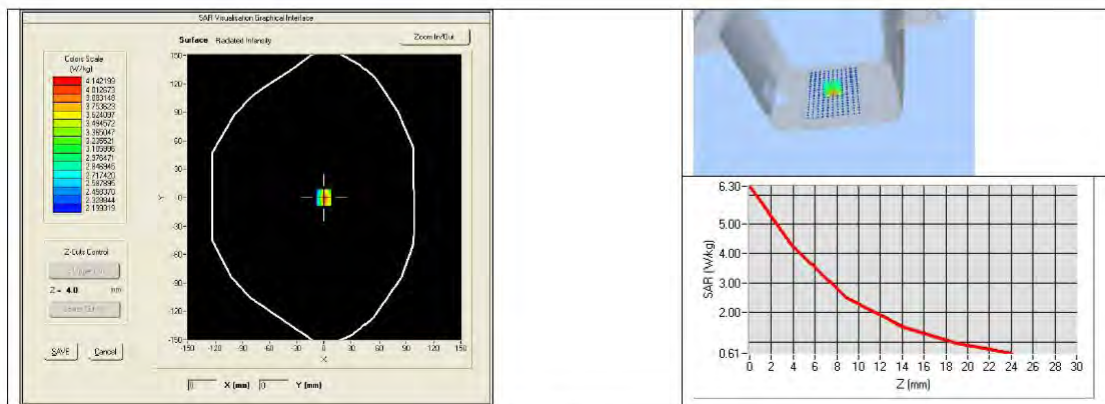 SAR Visualisation Graphical Interface
Surface Radiated Intensity
Zoom In/Out
Colors Scale
(W/kg)
4.142199
4.012673
3.883148
3.753623
3.624097
3.494572
3.365047
3.235521
3.105996
2.976471
2.846945
2.717420
2.587895
2.458370
2.328844
2.199319
Z-Cuts Control
Z = 4.0 mm
SAVE
Cancel
150
120
90
60
30
0
-30
-60
-90
-120
-150
Y
-150 -120 -90 -60 -30 0 30 60 90 120 150
X
0 X (mm) 0 Y (mm)
6.30
4.00
3.00
2.00
0.61
SAR (W/kg)
0 2 4 6 8 10 12 14 16 18 20 22 24 26 28 30
Z (mm)